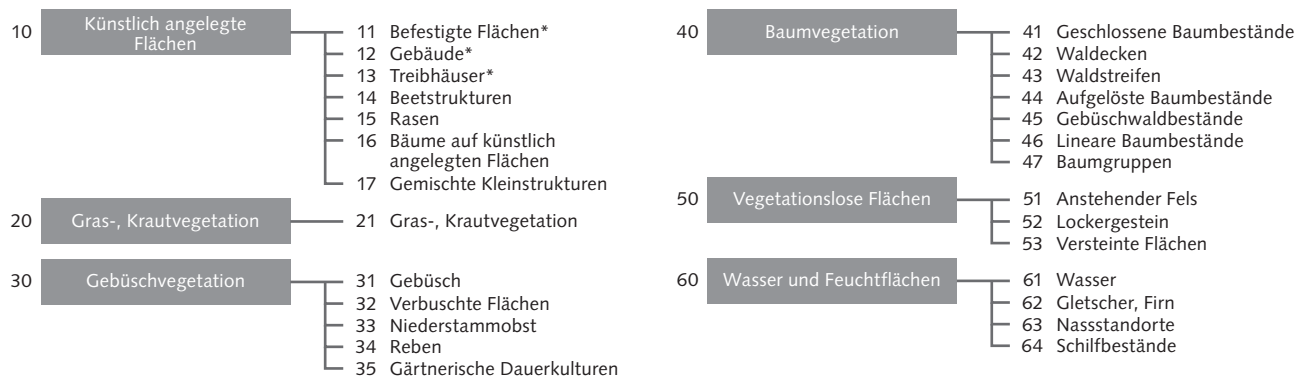 10 Künstlich angelegte
Flächen
11 Befestigte Flächen*
12 Gebäude*
13 Treibhäuser*
14 Beetstrukturen
15 Rasen
16 Bäume auf künstlich
angelegten Flächen
17 Gemischte Kleinstrukturen
20 Gras-, Krautvegetation
21 Gras-, Krautvegetation
30 Gebüschvegetation
31 Gebüsch
32 Verbuschte Flächen
33 Niederstammobst
34 Reben
35 Gärtnerische Dauerkulturen
40 Baumvegetation
41 Geschlossene Baumbestände
42 Waldecken
43 Waldstreifen
44 Aufgelöste Baumbestände
45 Gebüschwaldbestände
46 Lineare Baumbestände
47 Baumgruppen
50 Vegetationslose Flächen
51 Anstehender Fels
52 Lockergestein
53 Versteinte Flächen
60 Wasser und Feuchtflächen
61 Wasser
62 Gletscher, Firn
63 Nassstandorte
64 Schilfbestände